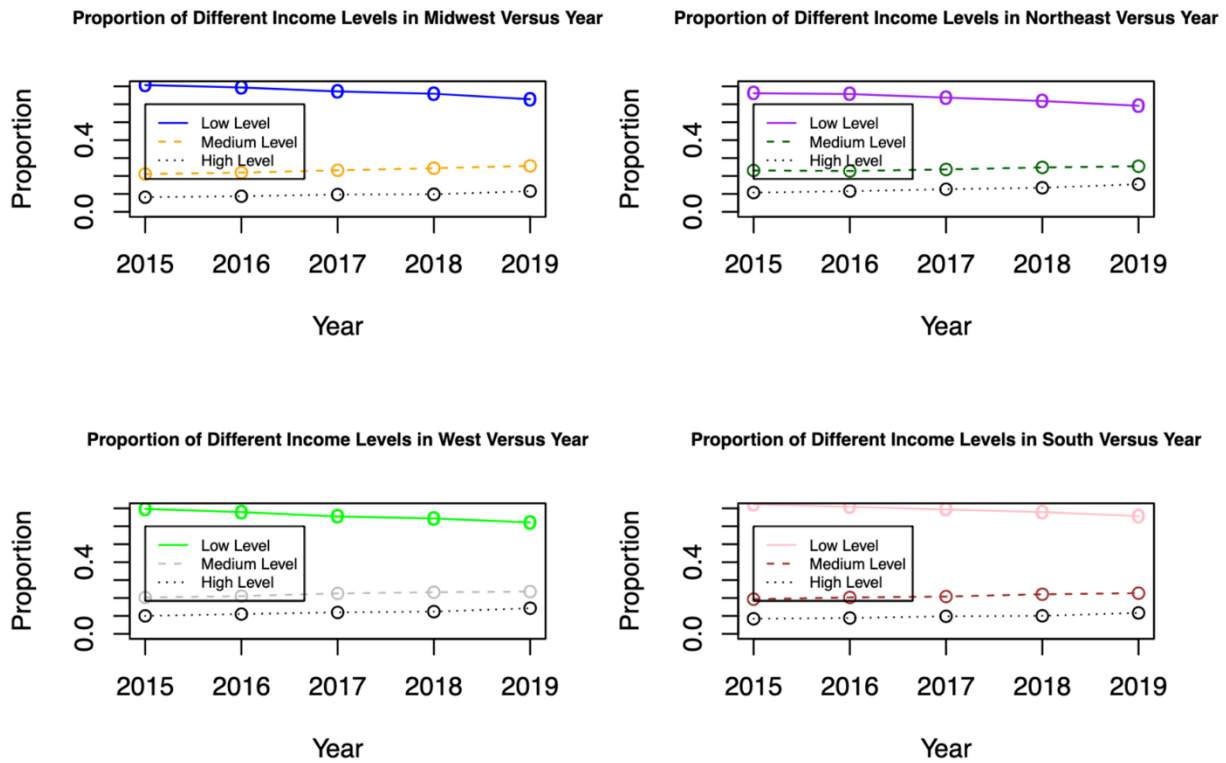 Proportion of Different Income Levels in Midwest Versus Year
Proportion
0.4
0.0
Low Level
Medium Level
High Level
2015 2016 2017 2018 2019
Year
Proportion of Different Income Levels in Northeast Versus Year
Proportion
0.4
0.0
Low Level
Medium Level
High Level
2015 2016 2017 2018 2019
Year
Proportion of Different Income Levels in West Versus Year
Proportion
0.4
0.0
Low Level
Medium Level
High Level
2015 2016 2017 2018 2019
Year
Proportion of Different Income Levels in South Versus Year
Proportion
0.4
0.0
Low Level
Medium Level
High Level
2015 2016 2017 2018 2019
Year